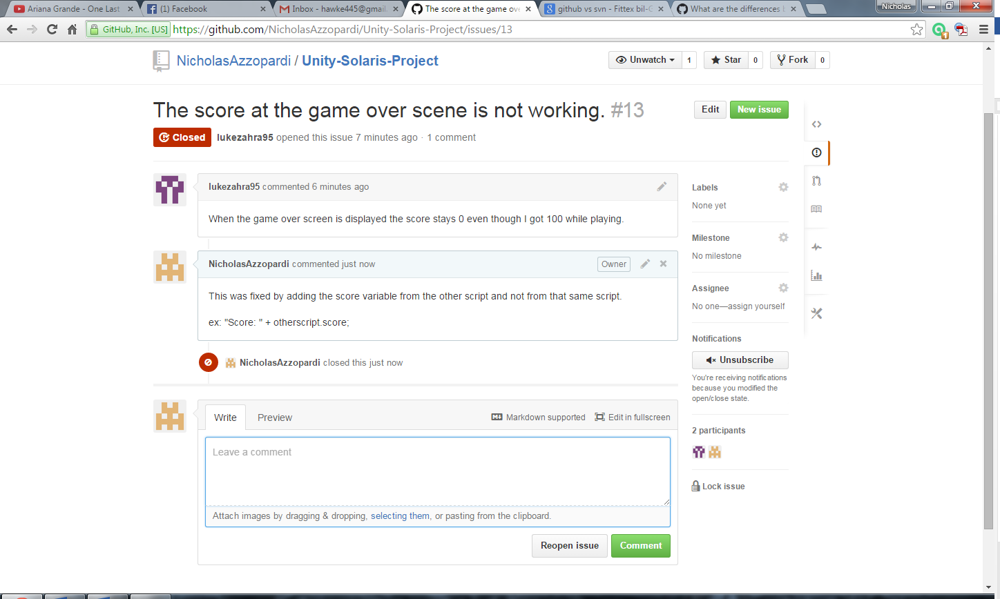 Ariana Grande - One Last
(1) Facebook
Inbox - hawke445@gmail.
The score at the game ov
github vs svn - Fittex bil-G
What are the differences
Nicholas
GitHub, Inc. [US]
https://github.com/NicholasAzzopardi/Unity-Solaris-Project/issues/13
NicholasAzzopardi / Unity-Solaris-Project
Unwatch 1
Star 0
Fork 0
The score at the game over scene is not working. #13
Edit
New issue
Closed
lukezahra95 opened this issue 7 minutes ago · 1 comment
lukezahra95 commented 6 minutes ago
When the game over screen is displayed the score stays 0 even though I got 100 while playing.
NicholasAzzopardi commented just now
Owner
This was fixed by adding the score variable from the other script and not from that same script.
ex: "Score: " + otherscript.score;
NicholasAzzopardi closed this just now
Write
Preview
Markdown supported
Edit in fullscreen
Leave a comment
Attach images by dragging & dropping, selecting them, or pasting from the clipboard.
Reopen issue
Comment
Labels
None yet
Milestone
No milestone
Assignee
No one—assign yourself
Notifications
Unsubscribe
You're receiving notifications
because you modified the
open/close state.
2 participants
Lock issue